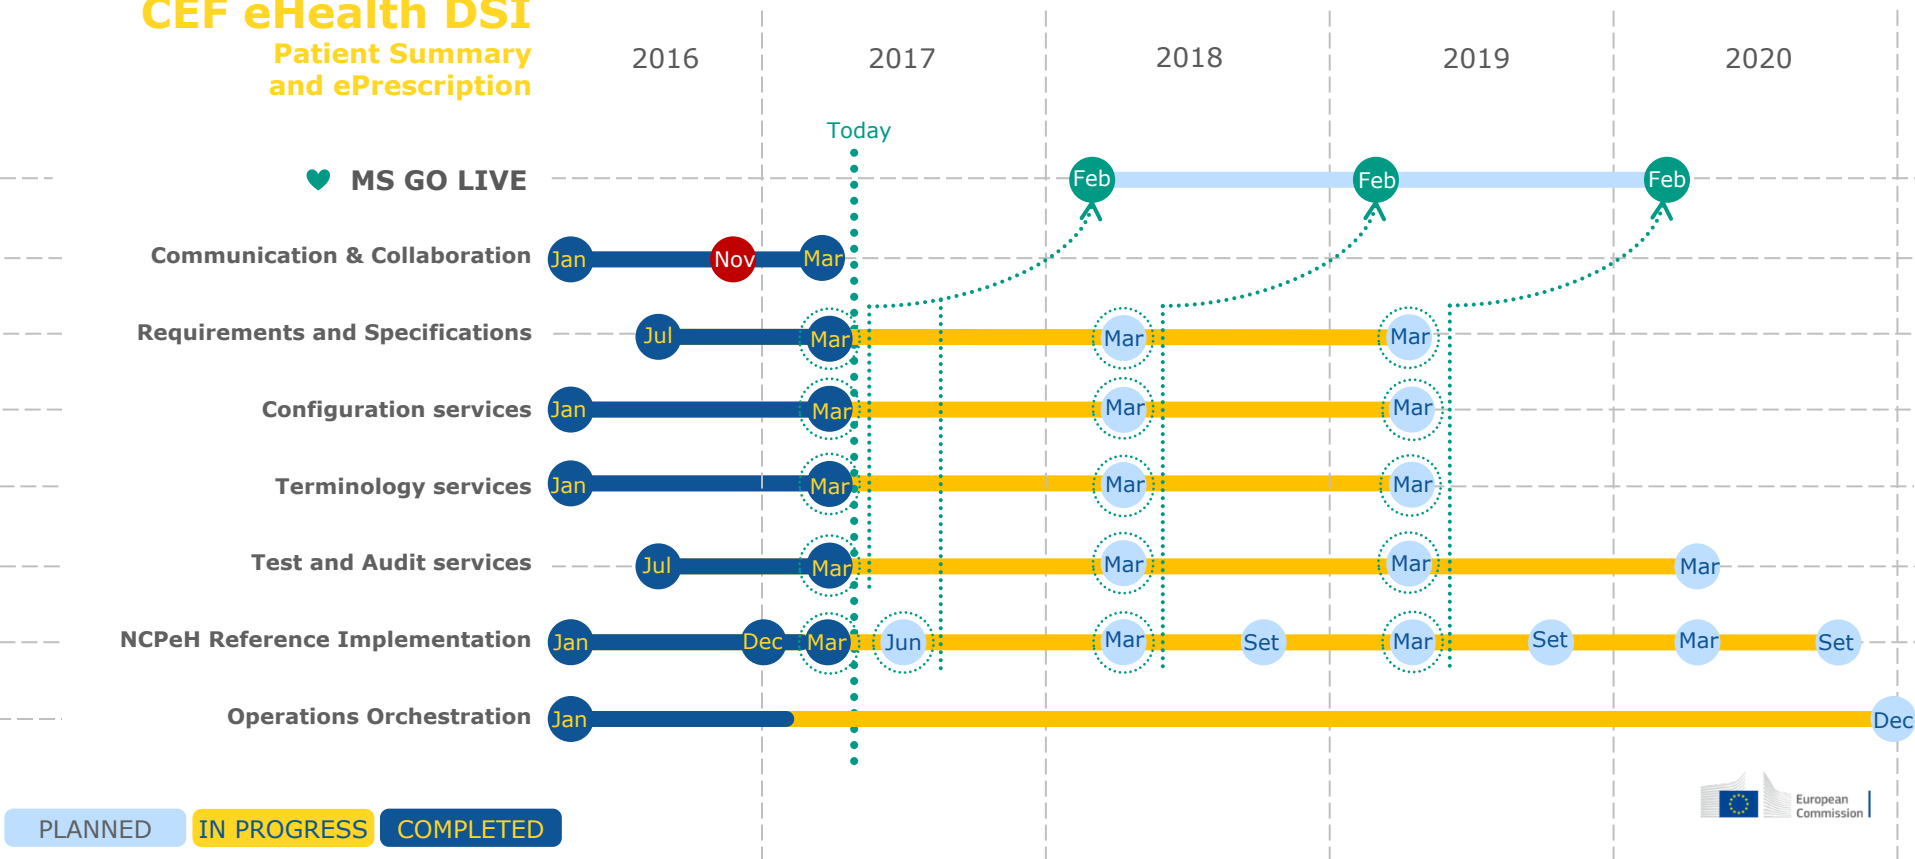 CEF eHealth DSI
Patient Summary
and ePrescription
2016 2017 2018 2019 2020
Today
MS GO LIVE Feb Feb Feb
Communication & Collaboration Jan Nov Mar
Requirements and Specifications Jul Mar Mar Mar
Configuration services Jan Mar Mar Mar
Terminology services Jan Mar Mar Mar
Test and Audit services Jul Mar Mar Mar Mar
NCPeH Reference Implementation Jan Dec Mar Jun Mar Set Mar Set Mar Set
Operations Orchestration Jan Dec
European
Commission
PLANNED IN PROGRESS COMPLETED